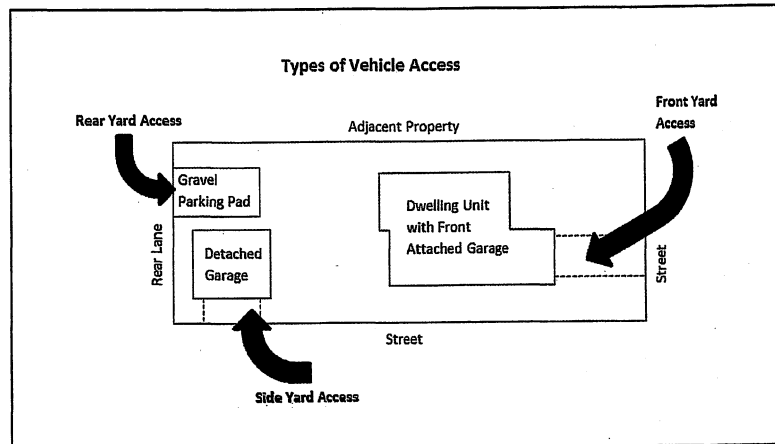 Types of Vehicle Access
Front Yard
Access
Rear Yard Access
Adjacent Property
Gravel
Parking Pad
Dwelling Unit
with Front
Attached Garage
Rear Lane
Detached
Garage
Street
Street
Side Yard Access